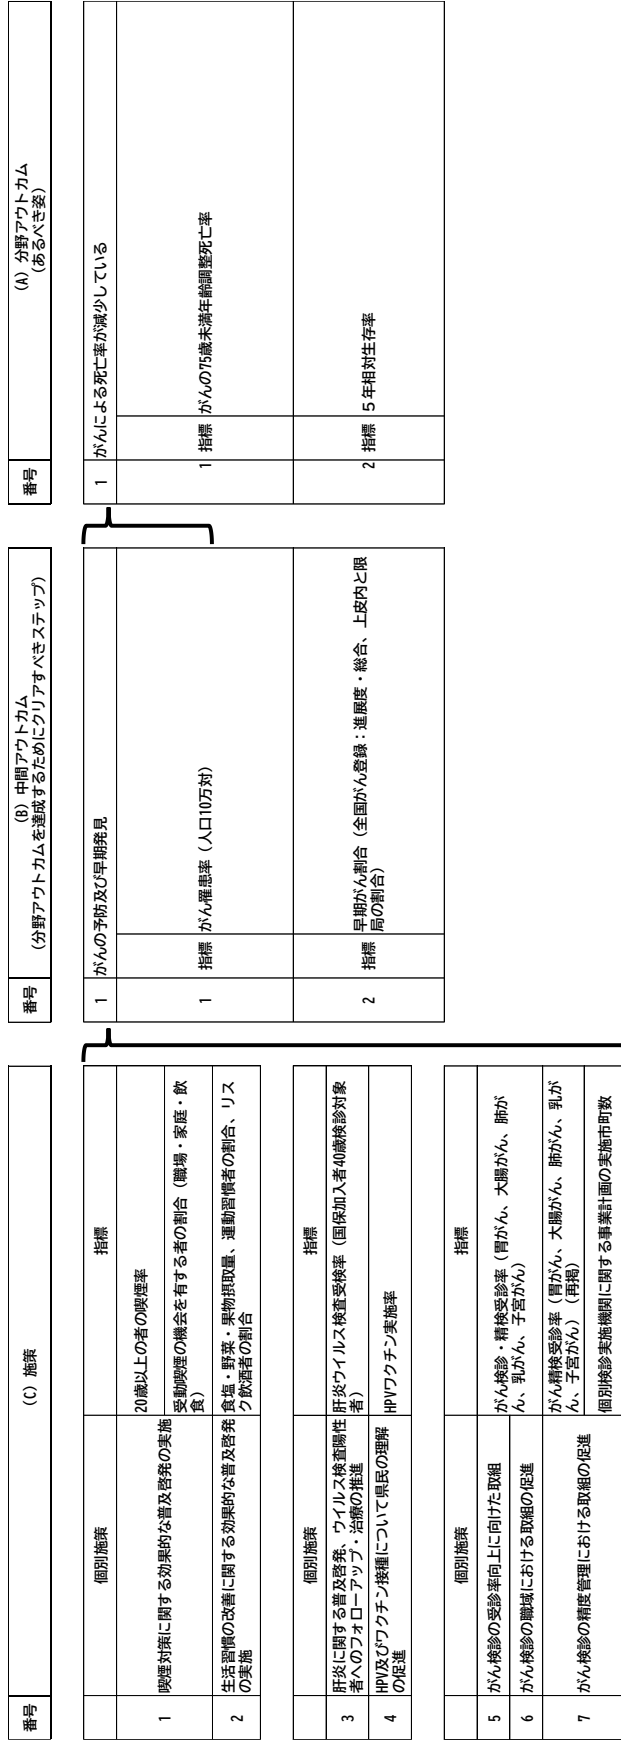 番号
(C) 施策
個別施策
指標
1
喫煙対策に関する効果的な普及啓発の実施
20歳以上の者の喫煙率
受動喫煙の機会を有する者の割合（職場・家庭・飲
食）
2
生活習慣の改善に関する効果的な普及啓発
の実施
食塩・野菜・果物摂取量、運動習慣者の割合、リス
ク飲酒者の割合
個別施策
指標
3
肝炎に関する普及啓発、ウイルス検査陽性
者へのフォローアップ・治療の推進
肝炎ウイルス検査受検率（国保加入者40歳検診対象
者）
4
HPV及びワクチン接種について県民の理解
の促進
HPVワクチン実施率
個別施策
指標
5
がん検診の受診率向上に向けた取組
がん検診・精検受診率（胃がん、大腸がん、肺が
ん、乳がん、子宮がん）
6
がん検診の職域における取組の促進
7
がん検診の精度管理における取組の促進
がん精検受診率（胃がん、大腸がん、肺がん、乳が
ん、子宮がん）（再掲）
個別検診実施機関に関する事業計画の実施市町数
番号
(B) 中間アウトカム
(分野アウトカムを達成するためにクリアすべきステップ)
1
がんの予防及び早期発見
1
指標
がん罹患率（人口10万対）
2
指標
早期がん割合（全国がん登録：進展度・総合、上皮内と限
局の割合）
番号
(A) 分野アウトカム
(あるべき姿)
1
がんによる死亡率が減少している
1
指標
がんの75歳未満年齢調整死亡率
2
指標
５年相対生存率